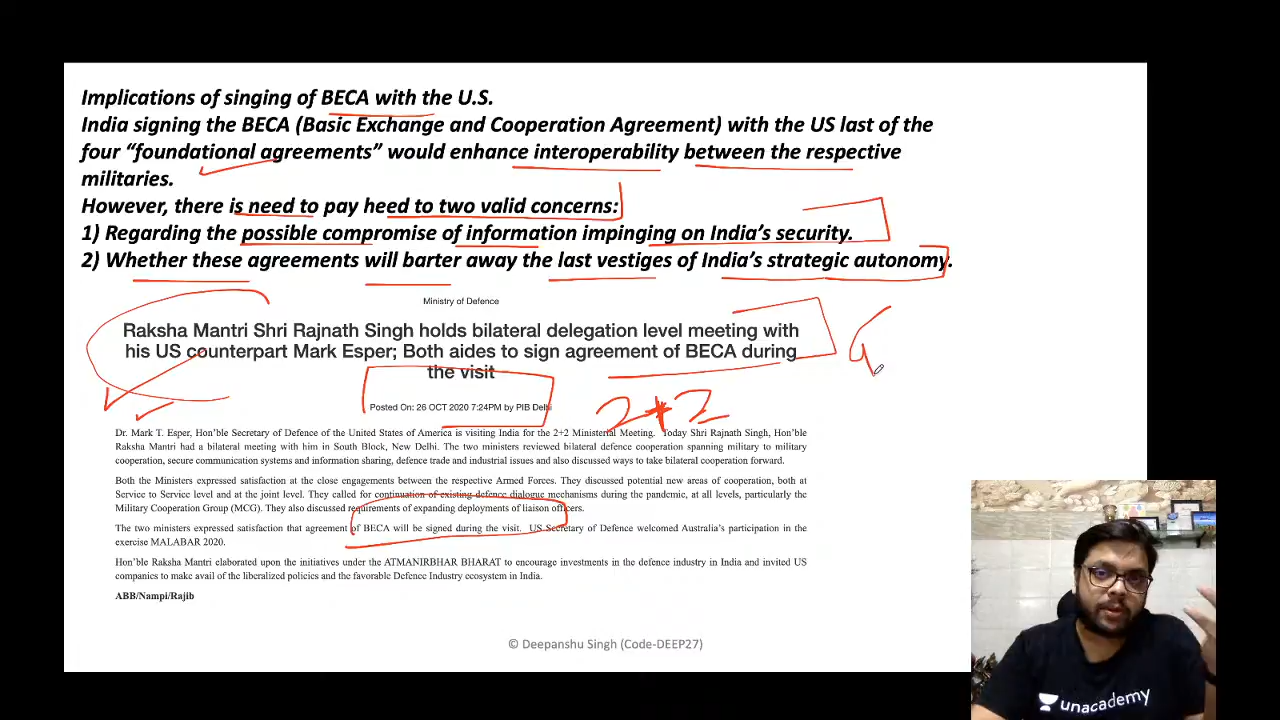 Implications of singing of BECA with the U.S.
India signing the BECA (Basic Exchange and Cooperation Agreement) with the US last of the
four “foundational agreements” would enhance interoperability between the respective
militaries.
However, there is need to pay heed to two valid concerns:
1) Regarding the possible compromise of information impinging on India’s security.
2) Whether these agreements will barter away the last vestiges of India’s strategic autonomy.
Ministry of Defence
Raksha Mantri Shri Rajnath Singh holds bilateral delegation level meeting with
his US counterpart Mark Esper; Both aides to sign agreement of BECA during
the visit
Posted On: 26 OCT 2020 7:24PM by PIB Delhi
2+2
Dr. Mark T. Esper, Hon’ble Secretary of Defence of the United States of America is visiting India for the 2+2 Ministerial Meeting. Today Shri Rajnath Singh, Hon’ble
Raksha Mantri had a bilateral meeting with him in South Block, New Delhi. The two ministers reviewed bilateral defence cooperation spanning military to military
cooperation, secure communication systems and information sharing, defence trade and industrial issues and also discussed ways to take bilateral cooperation forward.
Both the Ministers expressed satisfaction at the close engagements between the respective Armed Forces. They discussed potential new areas of cooperation, both at
Service to Service level and at the joint level. They called for continuation of existing defence dialogue mechanisms during the pandemic, at all levels, particularly the
Military Cooperation Group (MCG). They also discussed requirements of expanding deployments of liaison officers.
The two ministers expressed satisfaction that agreement of BECA will be signed during the visit. US Secretary of Defence welcomed Australia’s participation in the
exercise MALABAR 2020.
Hon’ble Raksha Mantri elaborated upon the initiatives under the ATMANIRBHAR BHARAT to encourage investments in the defence industry in India and invited US
companies to make avail of the liberalized policies and the favorable Defence Industry ecosystem in India.
ABB/Nampi/Rajib
© Deepanshu Singh (Code-DEEP27)
unacademy